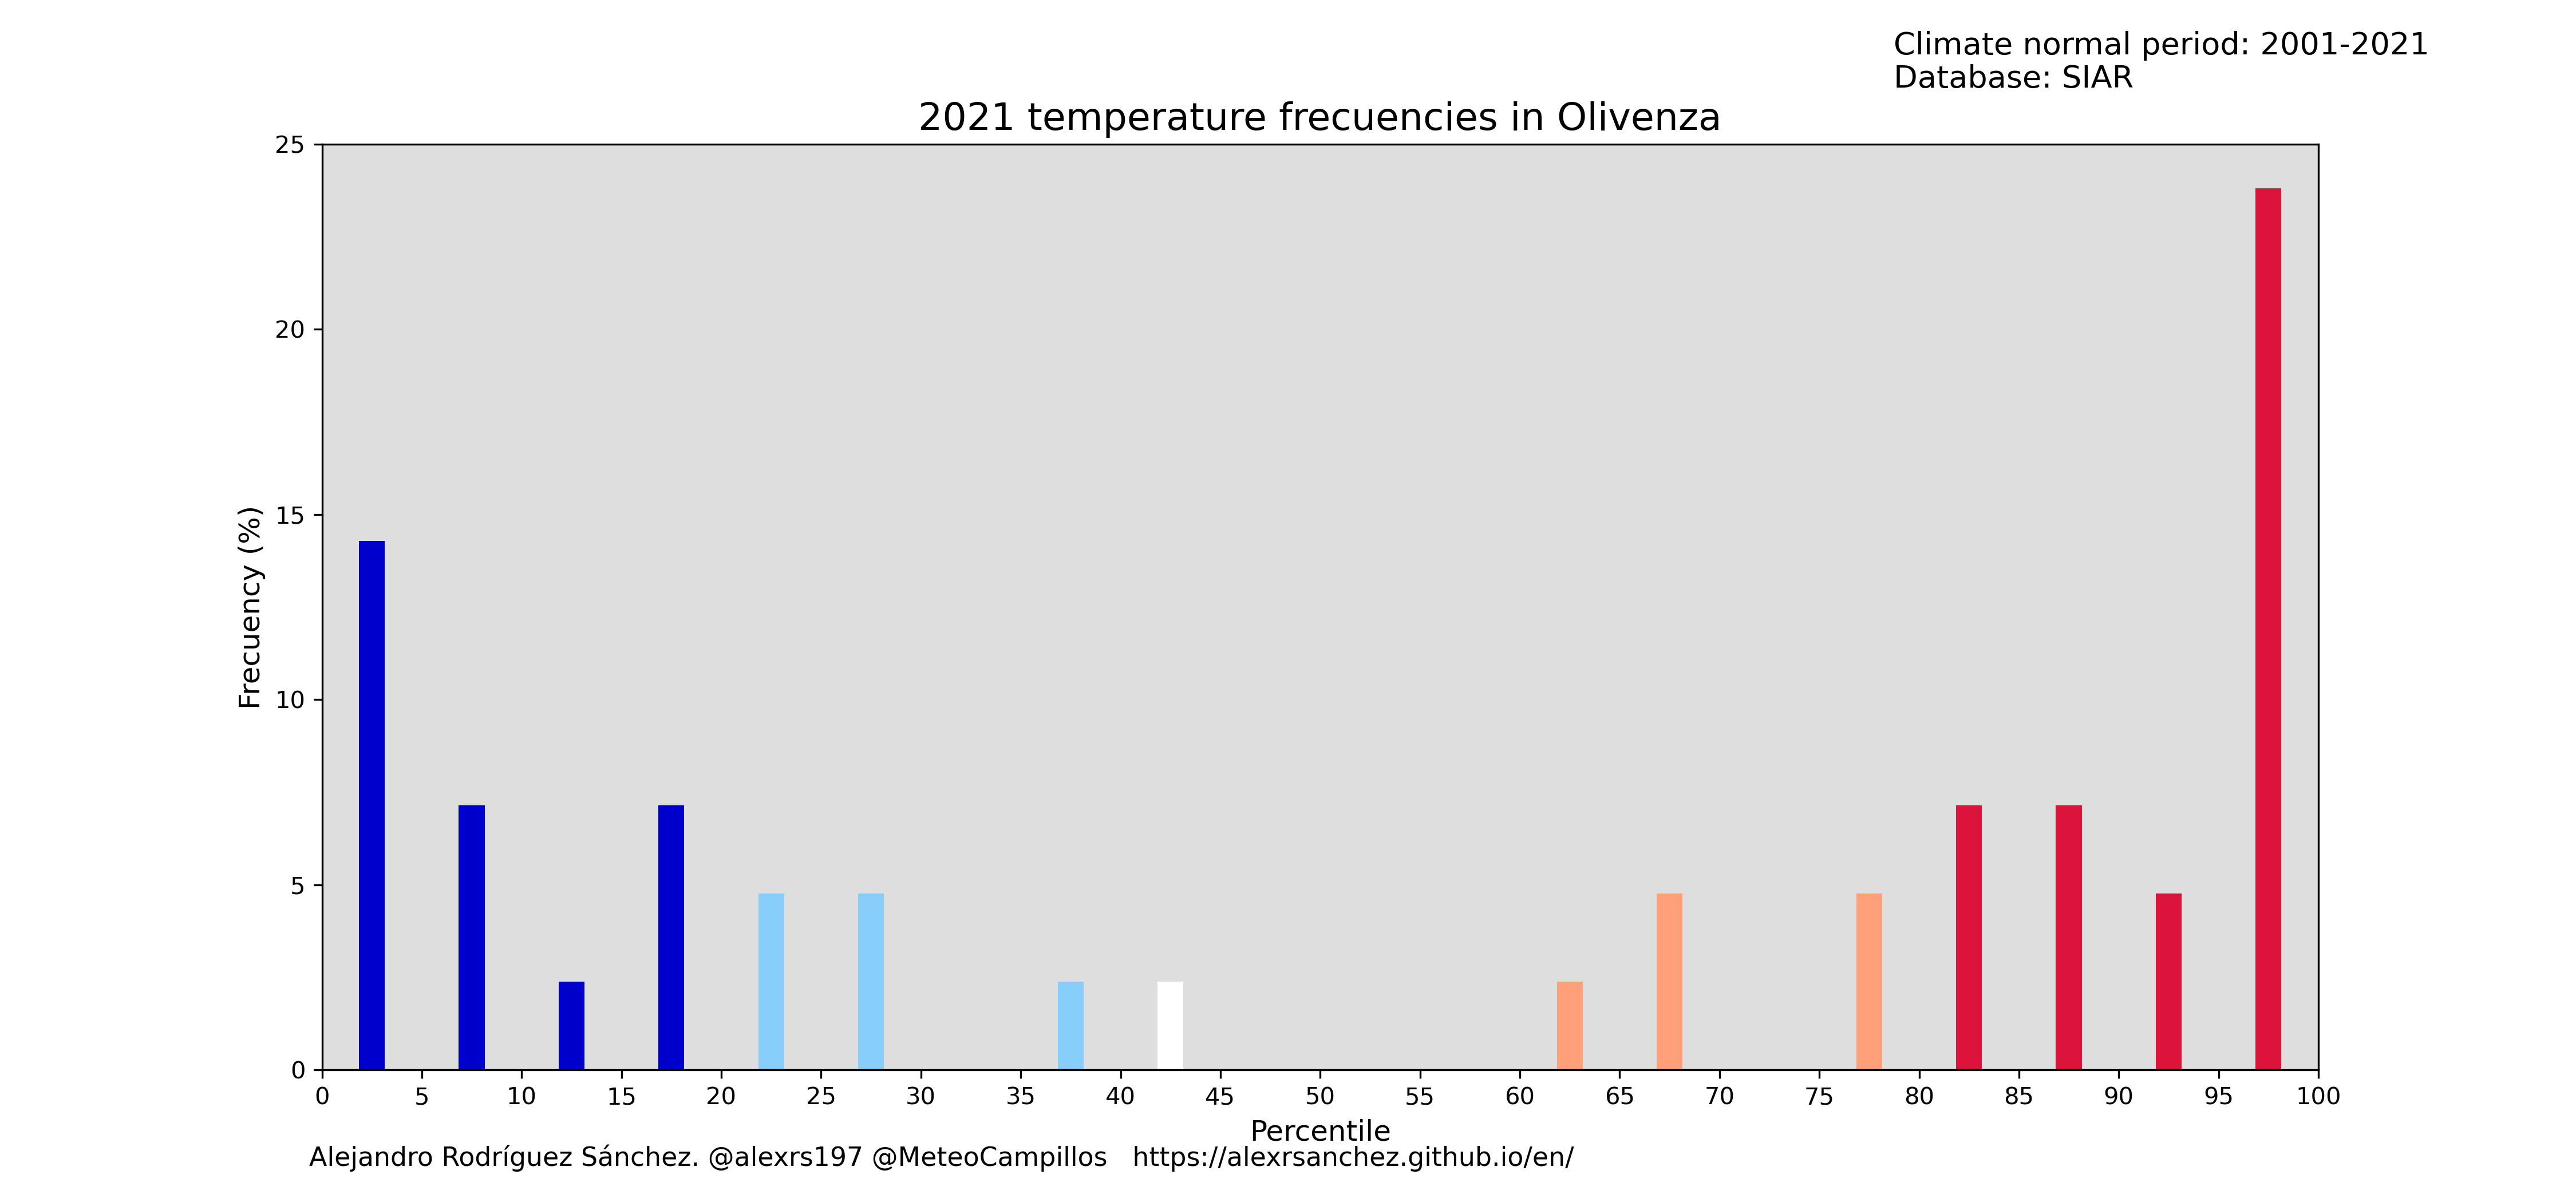 Climate normal period: 2001-2021
Database: SIAR
2021 temperature frecuencies in Olivenza
25
20
15
10
5
0
Frecuency (%)
0 5 10 15 20 25 30 35 40 45 50 55 60 65 70 75 80 85 90 95 100
Percentile
Alejandro Rodríguez Sánchez. @alexrs197 @MeteoCampillos https://alexrsanchez.github.io/en/